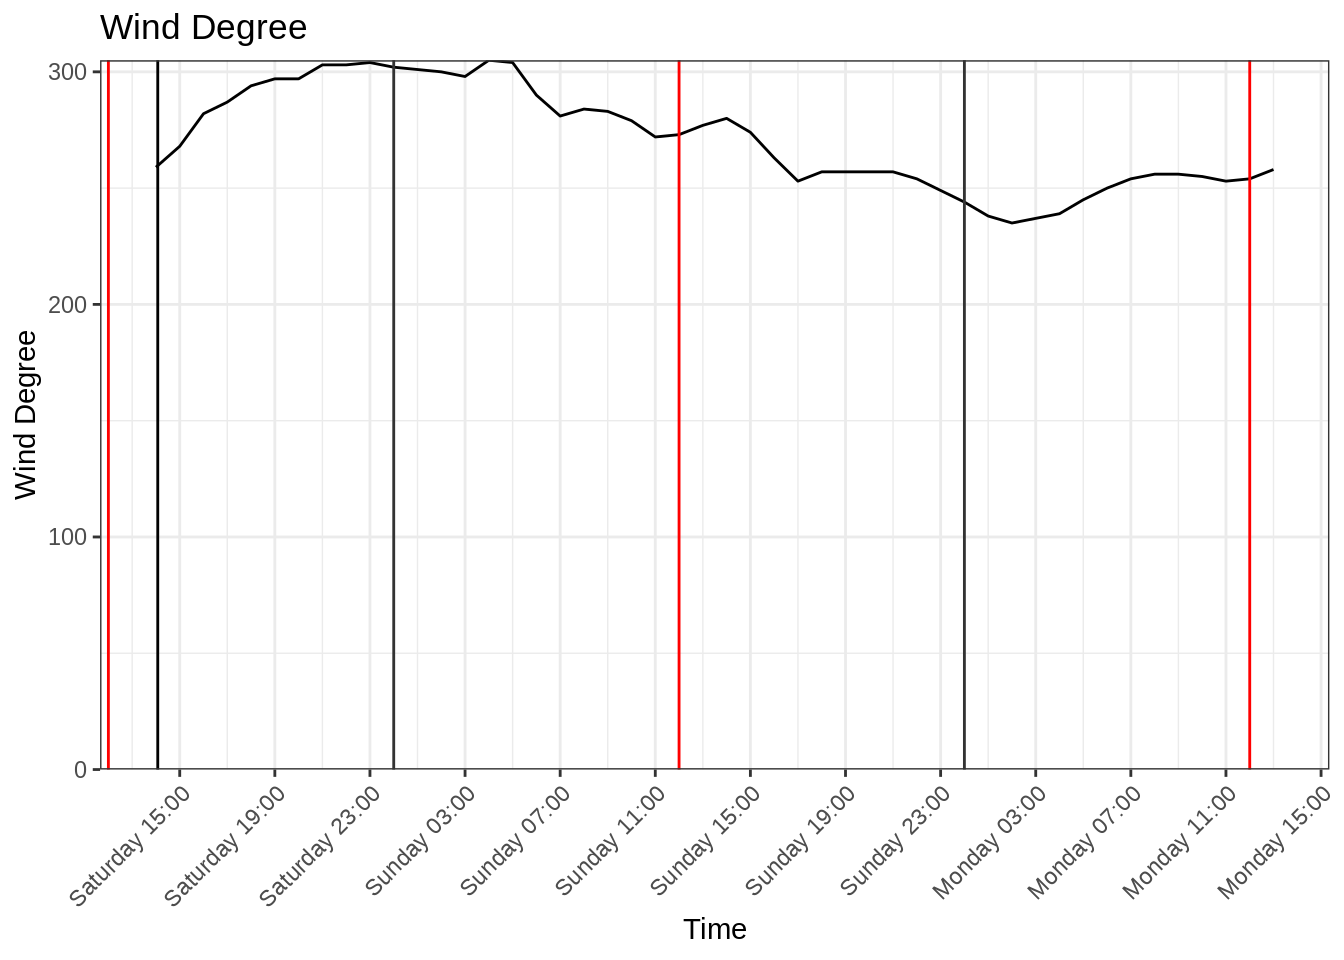 Wind Degree
Wind Degree
300
200
100
0
Saturday 15:00
Saturday 19:00
Saturday 23:00
Sunday 03:00
Sunday 07:00
Sunday 11:00
Sunday 15:00
Sunday 19:00
Sunday 23:00
Monday 03:00
Monday 07:00
Monday 11:00
Monday 15:00
Time